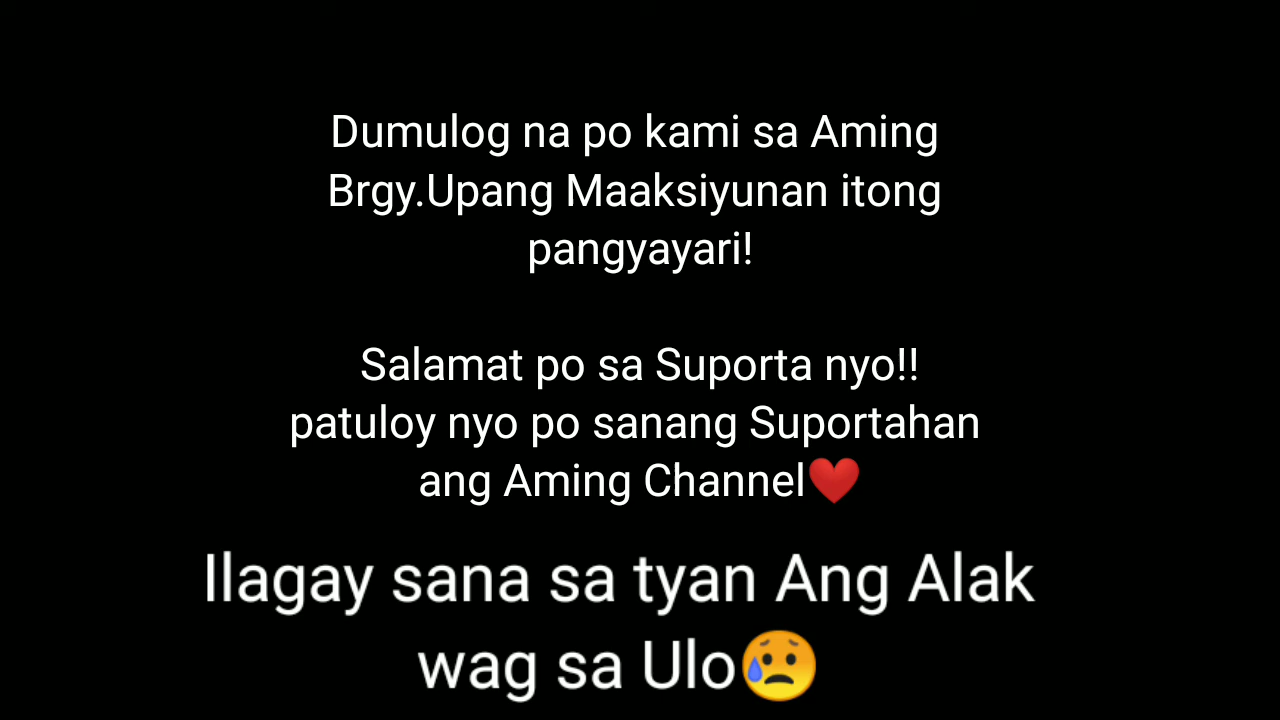 Dumulog na po kami sa Aming
Brgy.Upang Maaksiyunan itong
pangyayari!
Salamat po sa Suporta nyo!!
patuloy nyo po sanang Suportahan
ang Aming Channel❤️
Ilagay sana sa tyan Ang Alak
wag sa Ulo😥